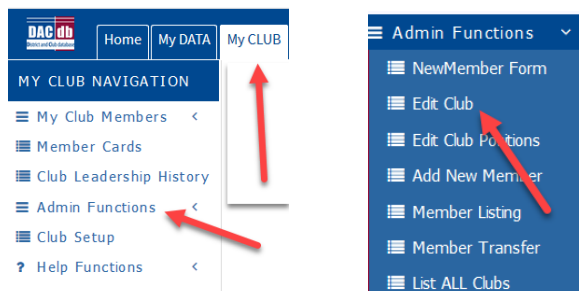 DACdb
District and Club database
Home
My DATA
My CLUB
MY CLUB NAVIGATION
My Club Members
Member Cards
Club Leadership History
Admin Functions
Club Setup
? Help Functions
Admin Functions
NewMember Form
Edit Club
Edit Club Positions
Add New Member
Member Listing
Member Transfer
List ALL Clubs